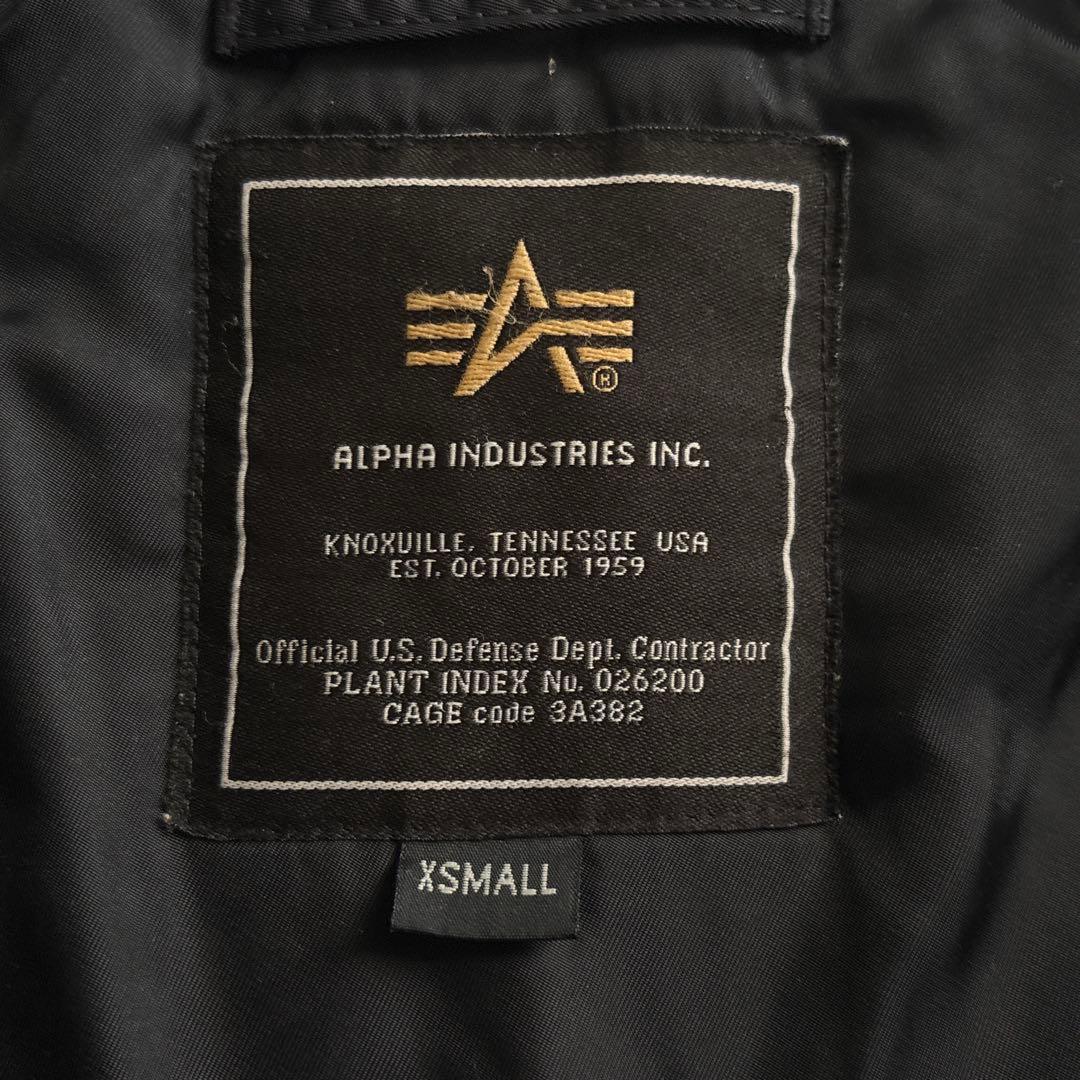 ®
ALPHA INDUSTRIES INC.
KNOXVILLE, TENNESSEE USA
EST. OCTOBER 1959
Official U.S. Defense Dept. Contractor
PLANT INDEX No. 026200
CAGE code 3A382
XSMALL